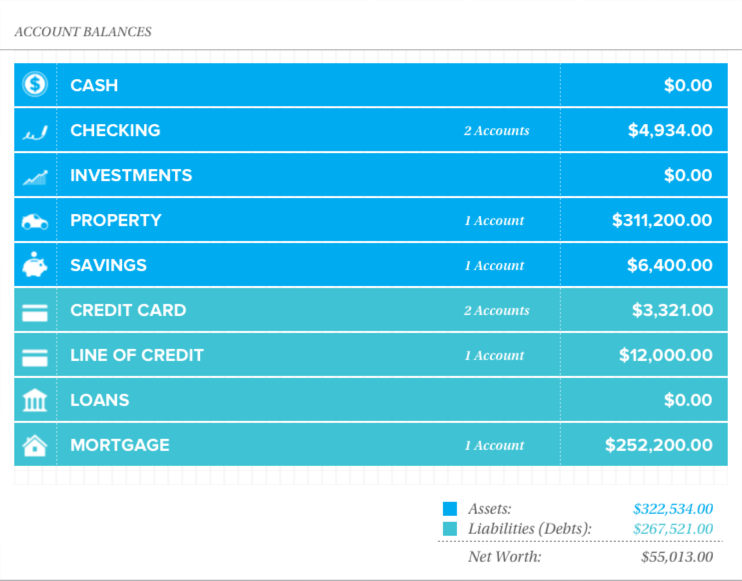 ACCOUNT BALANCES
$ CASH $0.00
CHECKING 2 Accounts $4,934.00
INVESTMENTS $0.00
PROPERTY 1 Account $311,200.00
SAVINGS 1 Account $6,400.00
CREDIT CARD 2 Accounts $3,321.00
LINE OF CREDIT 1 Account $12,000.00
LOANS $0.00
MORTGAGE 1 Account $252,200.00
Assets: $322,534.00
Liabilities (Debts): $267,521.00
Net Worth: $55,013.00